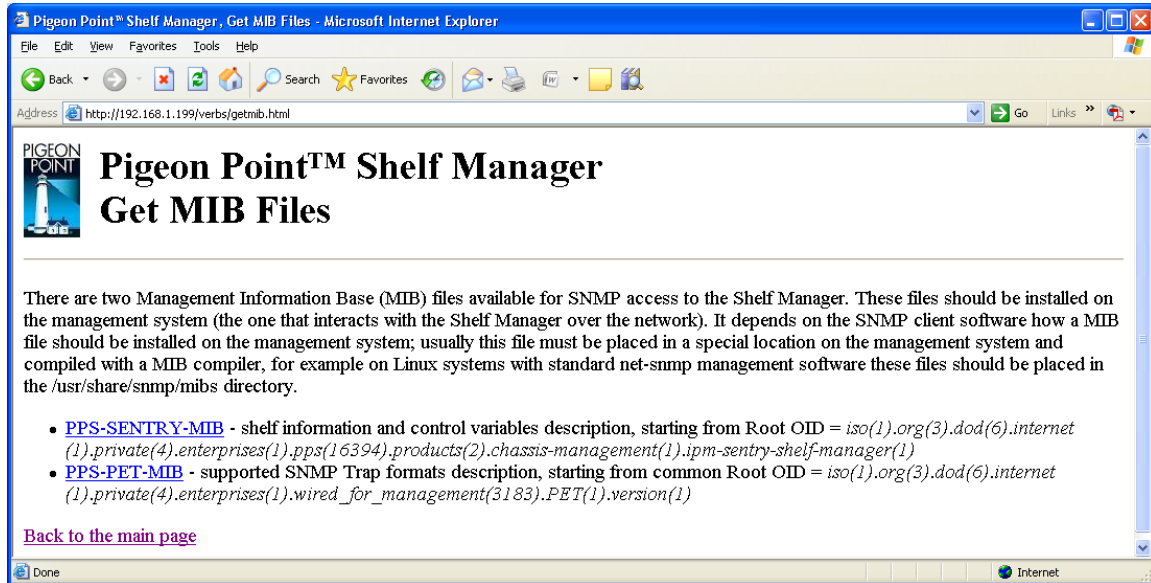 Pigeon Point™ Shelf Manager, Get MIB Files - Microsoft Internet Explorer
File Edit View Favorites Tools Help
Back Search Favorites
Address http://192.168.1.199/verbs/getmib.html Go Links »
PIGEON
POINT
Pigeon Point™ Shelf Manager
Get MIB Files
There are two Management Information Base (MIB) files available for SNMP access to the Shelf Manager. These files should be installed on
the management system (the one that interacts with the Shelf Manager over the network). It depends on the SNMP client software how a MIB
file should be installed on the management system; usually this file must be placed in a special location on the management system and
compiled with a MIB compiler, for example on Linux systems with standard net-snmp management software these files should be placed in
the /usr/share/snmp/mibs directory.
• PPS-SENTRY-MIB - shelf information and control variables description, starting from Root OID = iso(1).org(3).dod(6).internet
(1).private(4).enterprises(1).pps(16394).products(2).chassis-management(1).ipm-sentry-shelf-manager(1)
• PPS-PET-MIB - supported SNMP Trap formats description, starting from common Root OID = iso(1).org(3).dod(6).internet
(1).private(4).enterprises(1).wired_for_management(3183).PET(1).version(1)
Back to the main page
Done Internet